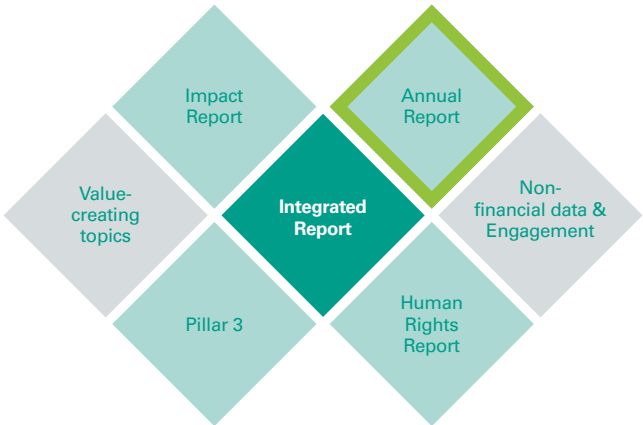 Impact
Report
Annual
Report
Value-
creating
topics
Integrated
Report
Non-
financial data &
Engagement
Pillar 3
Human
Rights
Report